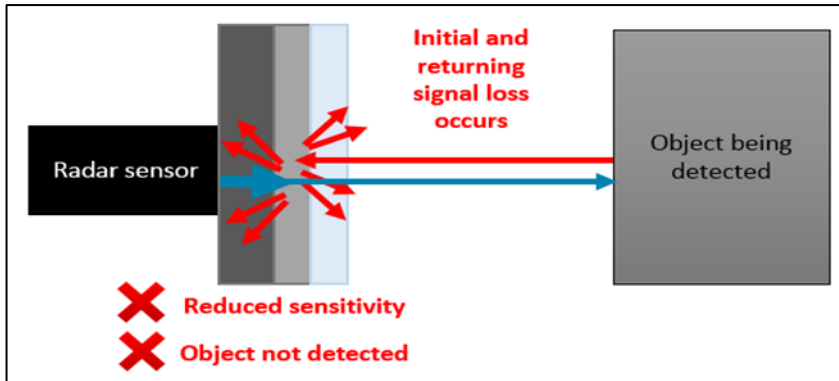 Initial and
returning
signal loss
occurs
Radar sensor
Object being
detected
Reduced sensitivity
Object not detected